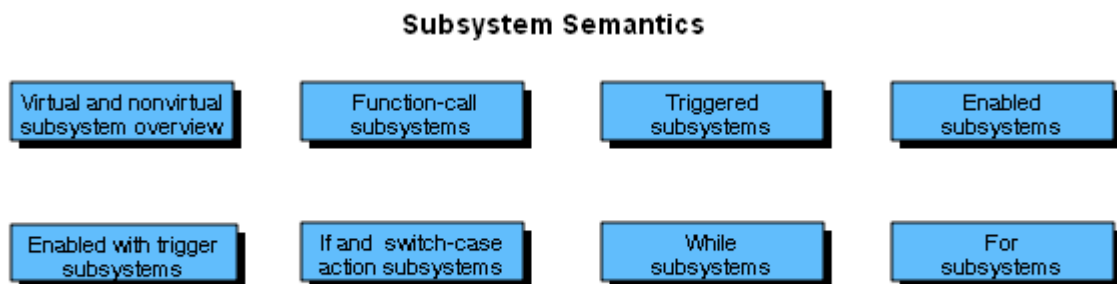 Subsystem Semantics
Virtual and nonvirtual
subsystem overview
Function-call
subsystems
Triggered
subsystems
Enabled
subsystems
Enabled with trigger
subsystems
If and switch-case
action subsystems
While
subsystems
For
subsystems